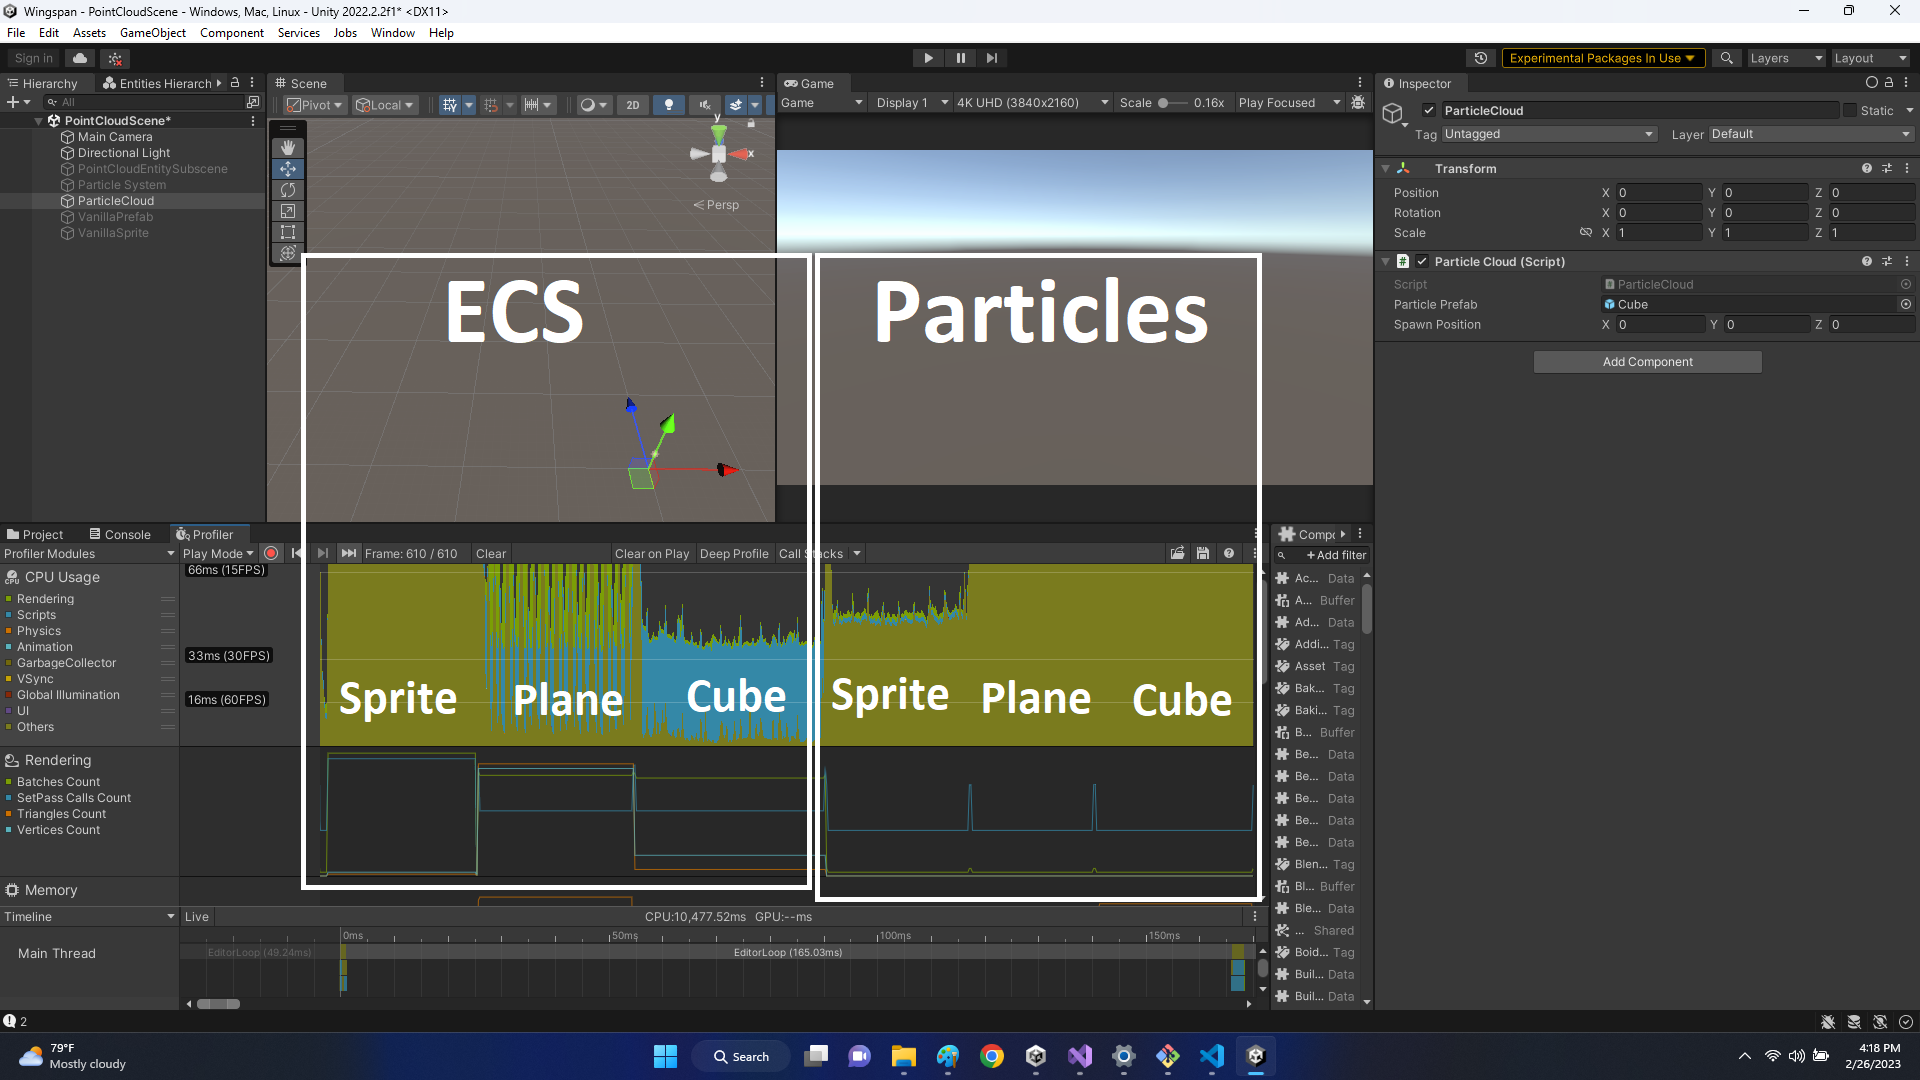 Wingspan - PointCloudScene - Windows, Mac, Linux - Unity 2022.2.2f1* <DX11>
File Edit Assets GameObject Component Services Jobs Window Help
Sign in
Experimental Packages In Use
Layers
Layout
Hierarchy
Entities Hierarch
All
PointCloudScene*
Main Camera
Directional Light
PointCloudEntitySubscene
Particle System
ParticleCloud
VanillaPrefab
VanillaSprite
Scene
Pivot
Local
2D
y
x
Persp
Game
Game
Display 1
4K UHD (3840x2160)
Scale
0.16x
Play Focused
ECS
Particles
Inspector
ParticleCloud
Static
Tag Untagged
Layer Default
Transform
Position X 0 Y 0 Z 0
Rotation X 0 Y 0 Z 0
Scale X 1 Y 1 Z 1
# Particle Cloud (Script)
Script ParticleCloud
Particle Prefab Cube
Spawn Position X 0 Y 0 Z 0
Add Component
Project
Console
Profiler
Profiler Modules
Play Mode
Frame: 610 / 610
Clear
Clear on Play
Deep Profile
Call Stacks
CPU Usage
Rendering
Scripts
Physics
Animation
GarbageCollector
VSync
Global Illumination
UI
Others
66ms (15FPS)
33ms (30FPS)
16ms (60FPS)
Sprite
Plane
Cube
Sprite
Plane
Cube
Rendering
Batches Count
SetPass Calls Count
Triangles Count
Vertices Count
Memory
Timeline
Live
CPU:10,477.52ms GPU:--ms
0ms
50ms
100ms
150ms
Main Thread
EditorLoop (49.24ms)
EditorLoop (165.03ms)
Compo
+ Add filter
Ac... Data
A... Buffer
Ad... Data
Addi... Tag
Asset Tag
Bak... Tag
Baki... Tag
B... Buffer
Be... Data
Be... Data
Be... Data
Be... Data
Be... Data
Blen... Tag
Bl... Buffer
Ble... Data
... Shared
Boid... Tag
Buil... Data
Buil... Data
2
79°F
Mostly cloudy
Search
4:18 PM
2/26/2023